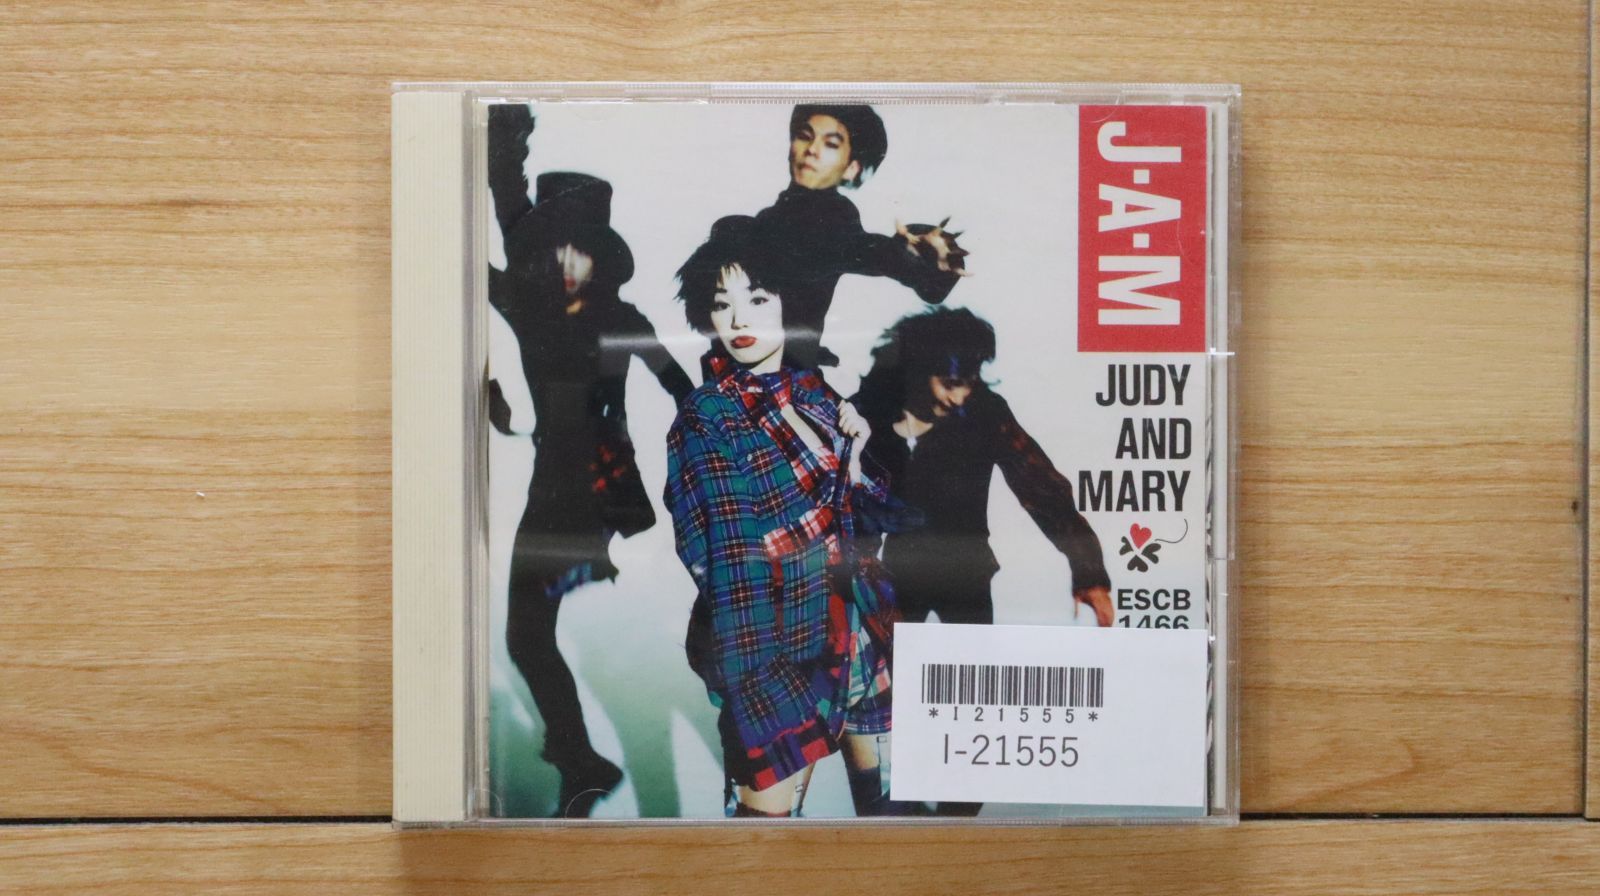 J·A·M
JUDY
AND
MARY
ESCB
1466
*I21555*
I-21555